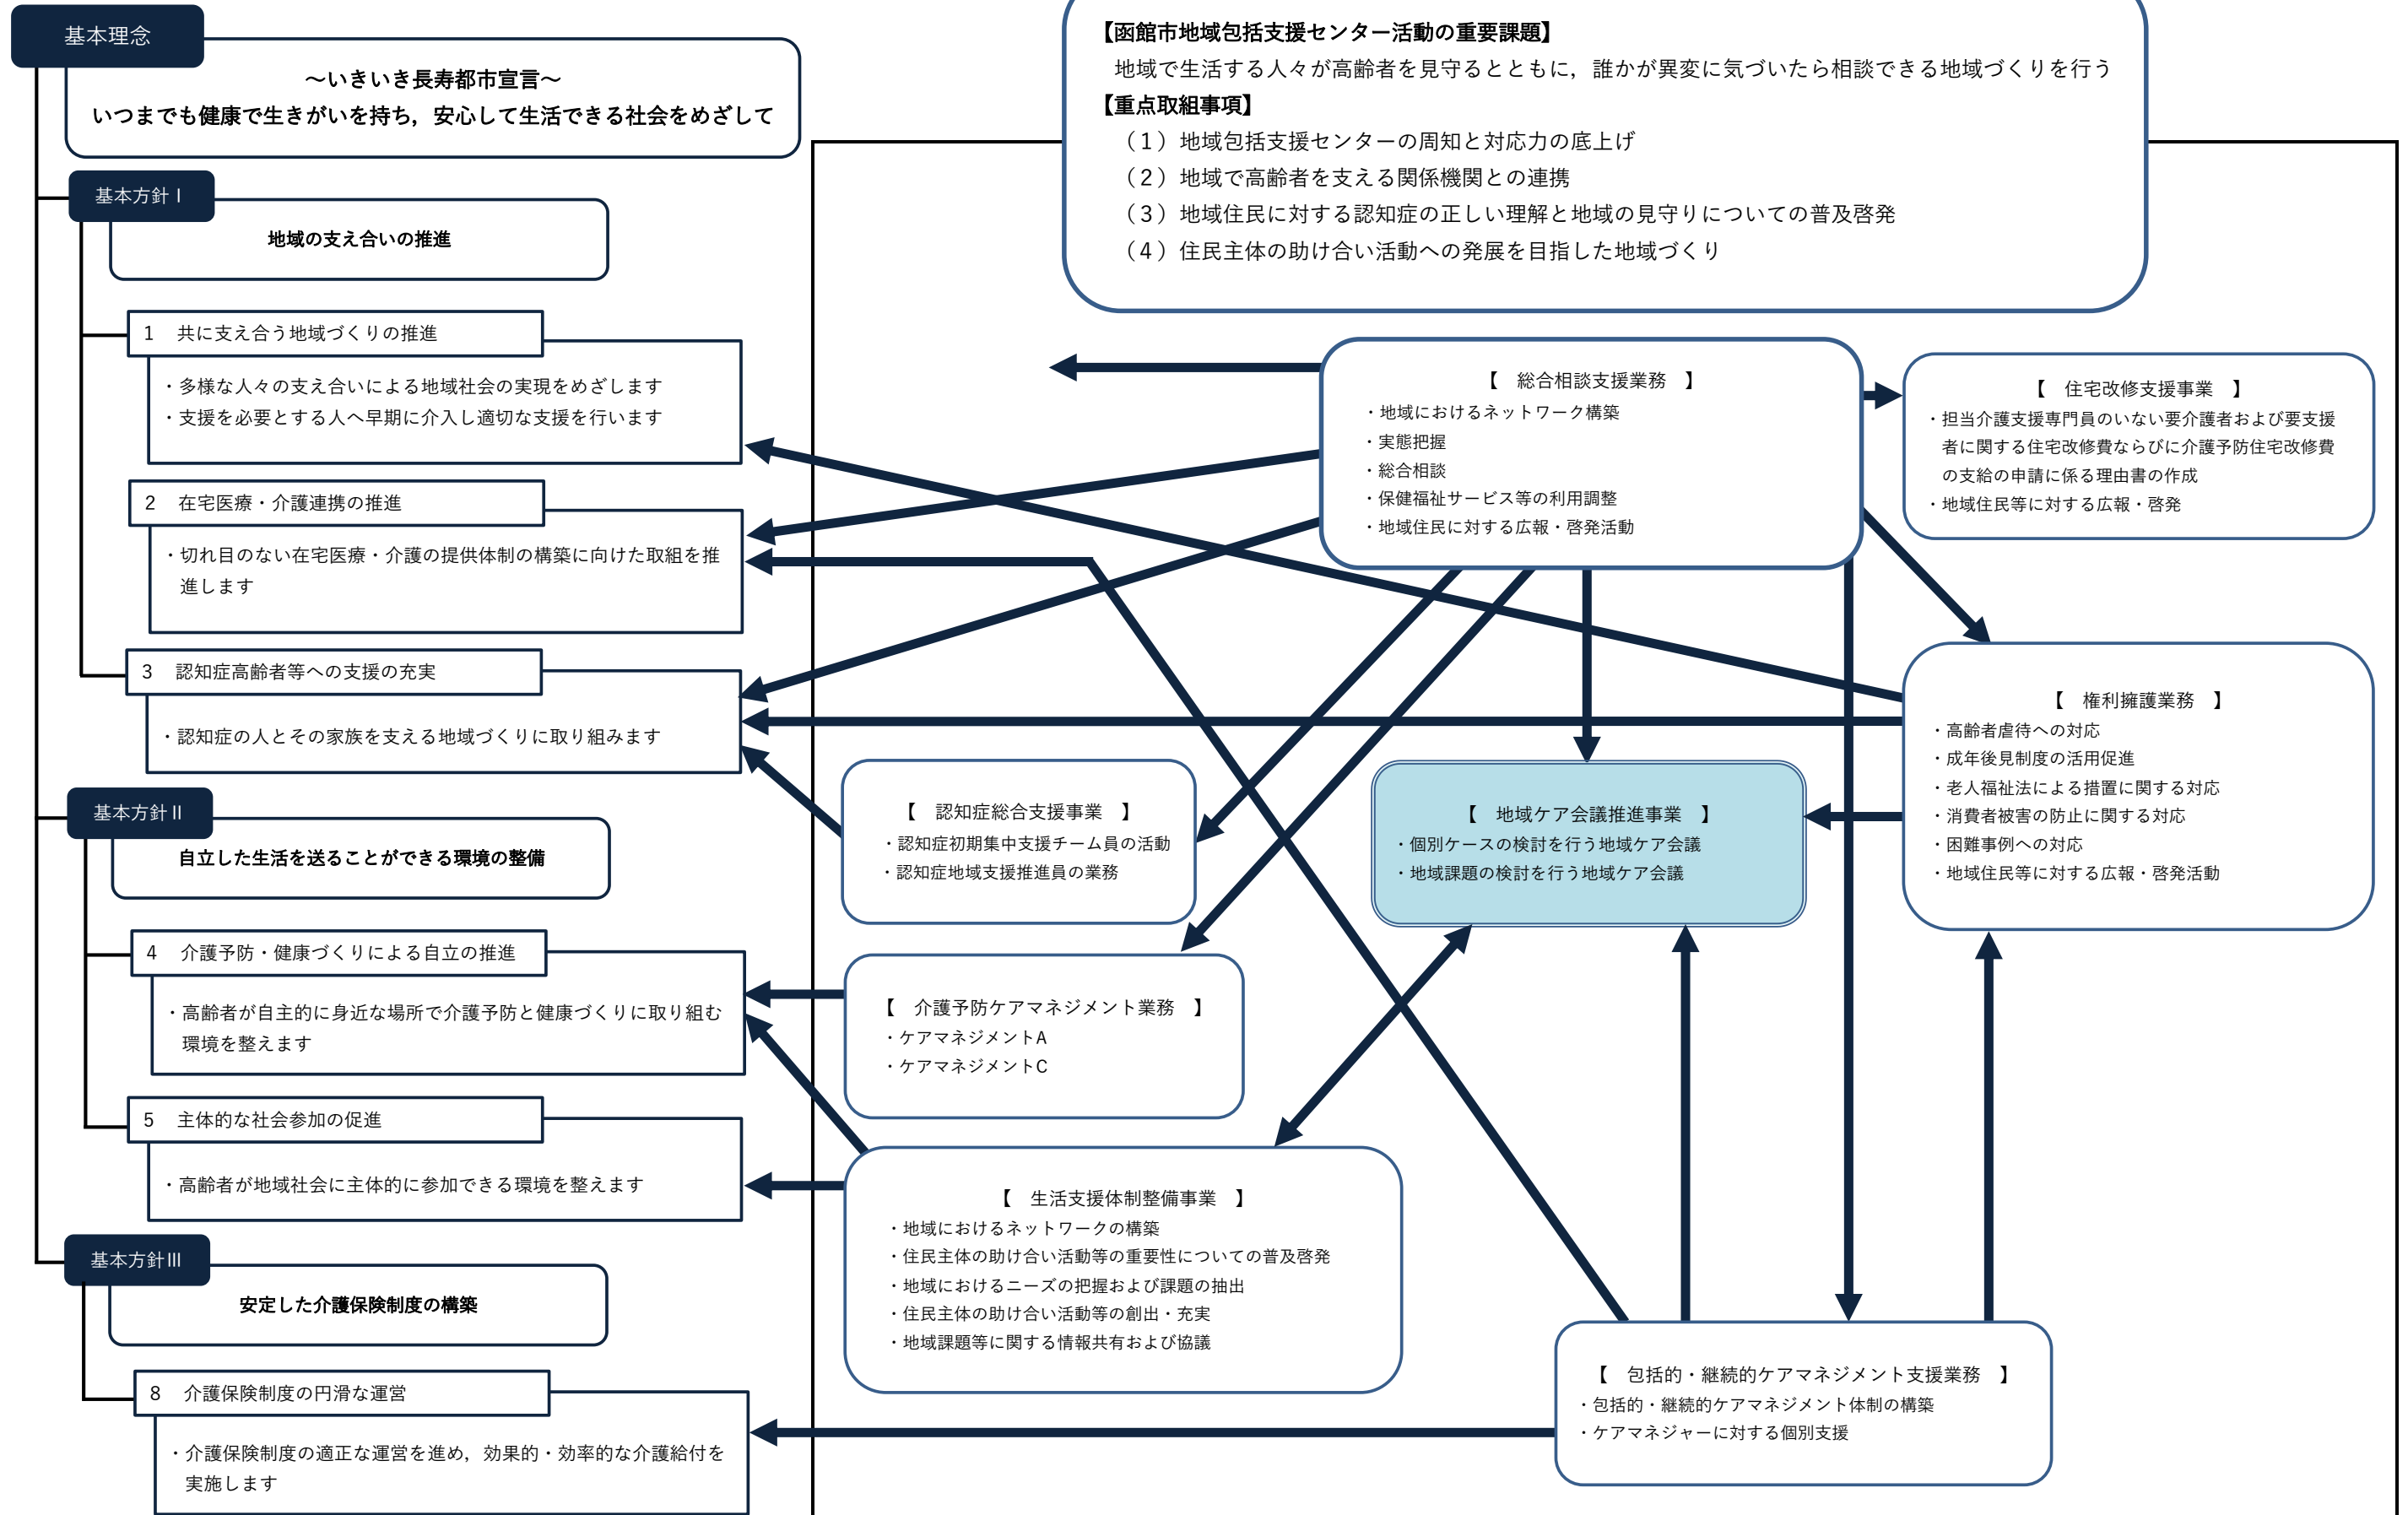 基本理念
～いきいき長寿都市宣言～
いつまでも健康で生きがいを持ち，安心して生活できる社会をめざして
基本方針Ⅰ
地域の支え合いの推進
1　共に支え合う地域づくりの推進
・多様な人々の支え合いによる地域社会の実現をめざします
・支援を必要とする人へ早期に介入し適切な支援を行います
2　在宅医療・介護連携の推進
・切れ目のない在宅医療・介護の提供体制の構築に向けた取組を推
進します
3　認知症高齢者等への支援の充実
・認知症の人とその家族を支える地域づくりに取り組みます
基本方針Ⅱ
自立した生活を送ることができる環境の整備
4　介護予防・健康づくりによる自立の推進
・高齢者が自主的に身近な場所で介護予防と健康づくりに取り組む
環境を整えます
5　主体的な社会参加の促進
・高齢者が地域社会に主体的に参加できる環境を整えます
基本方針Ⅲ
安定した介護保険制度の構築
8　介護保険制度の円滑な運営
・介護保険制度の適正な運営を進め，効果的・効率的な介護給付を
実施します
【函館市地域包括支援センター活動の重要課題】
地域で生活する人々が高齢者を見守るとともに，誰かが異変に気づいたら相談できる地域づくりを行う
【重点取組事項】
（１）地域包括支援センターの周知と対応力の底上げ
（２）地域で高齢者を支える関係機関との連携
（３）地域住民に対する認知症の正しい理解と地域の見守りについての普及啓発
（４）住民主体の助け合い活動への発展を目指した地域づくり
【　総合相談支援業務　】
・地域におけるネットワーク構築
・実態把握
・総合相談
・保健福祉サービス等の利用調整
・地域住民に対する広報・啓発活動
【　住宅改修支援事業　】
・担当介護支援専門員のいない要介護者および要支援
者に関する住宅改修費ならびに介護予防住宅改修費
の支給の申請に係る理由書の作成
・地域住民等に対する広報・啓発
【　権利擁護業務　】
・高齢者虐待への対応
・成年後見制度の活用促進
・老人福祉法による措置に関する対応
・消費者被害の防止に関する対応
・困難事例への対応
・地域住民等に対する広報・啓発活動
【　認知症総合支援事業　】
・認知症初期集中支援チーム員の活動
・認知症地域支援推進員の業務
【　地域ケア会議推進事業　】
・個別ケースの検討を行う地域ケア会議
・地域課題の検討を行う地域ケア会議
【　介護予防ケアマネジメント業務　】
・ケアマネジメントA
・ケアマネジメントC
【　生活支援体制整備事業　】
・地域におけるネットワークの構築
・住民主体の助け合い活動等の重要性についての普及啓発
・地域におけるニーズの把握および課題の抽出
・住民主体の助け合い活動等の創出・充実
・地域課題等に関する情報共有および協議
【　包括的・継続的ケアマネジメント支援業務　】
・包括的・継続的ケアマネジメント体制の構築
・ケアマネジャーに対する個別支援